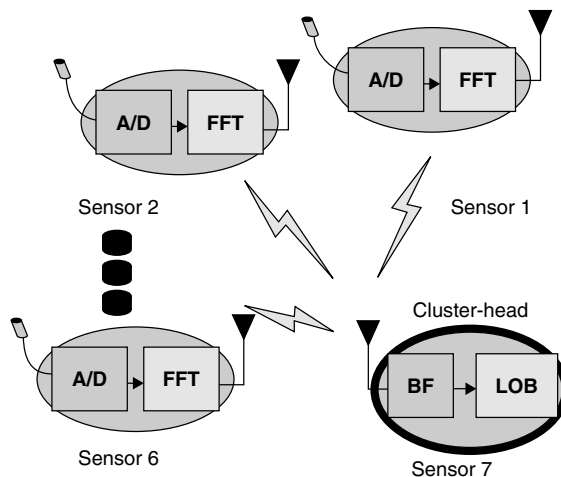 A/D
FFT
Sensor 1
A/D
FFT
Sensor 2
A/D
FFT
Sensor 6
Cluster-head
BF
LOB
Sensor 7